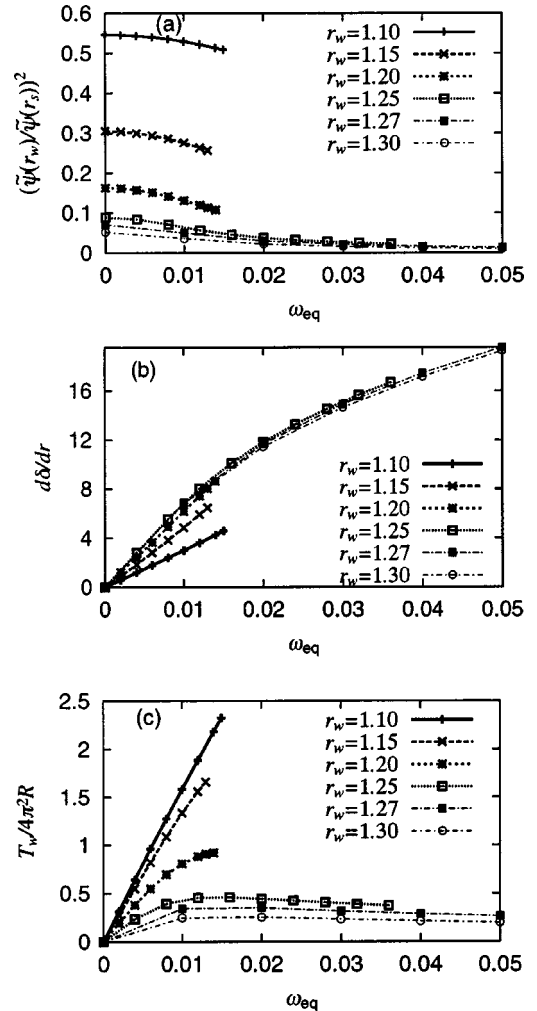 (a)
0.6
0.5
0.4
0.3
0.2
0.1
0
(ψ̃(r_w)/ψ̃(r_s))²
r_w=1.10
r_w=1.15
r_w=1.20
r_w=1.25
r_w=1.27
r_w=1.30
0 0.01 0.02 0.03 0.04 0.05
ω_eq
(b)
16
12
8
4
0
dδ/dr
r_w=1.10
r_w=1.15
r_w=1.20
r_w=1.25
r_w=1.27
r_w=1.30
0 0.01 0.02 0.03 0.04 0.05
ω_eq
(c)
2.5
2
1.5
1
0.5
0
T_w/4π²R
r_w=1.10
r_w=1.15
r_w=1.20
r_w=1.25
r_w=1.27
r_w=1.30
0 0.01 0.02 0.03 0.04 0.05
ω_eq